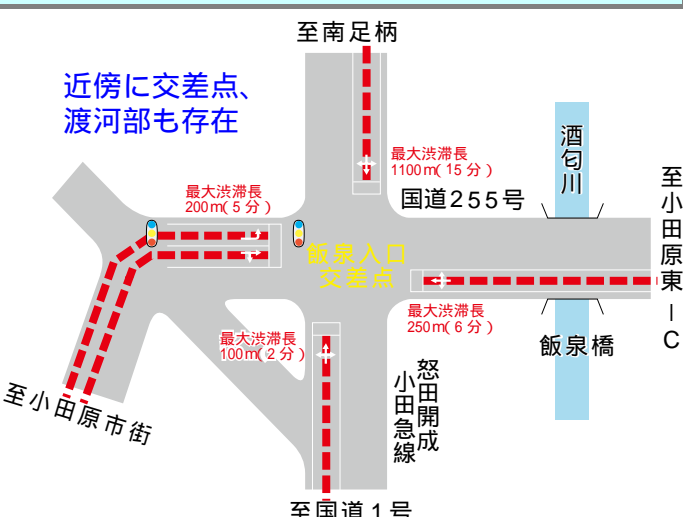 至南足柄
近傍に交差点、
渡河部も存在
最大渋滞長
1100m(15分)
酒匂川
最大渋滞長
200m(5分)
国道255号
至小田原東IC
飯泉入口
交差点
最大渋滞長
250m(6分)
最大渋滞長
100m(2分)
飯泉橋
怒田開成
小田急線
至小田原市街
至国道1号